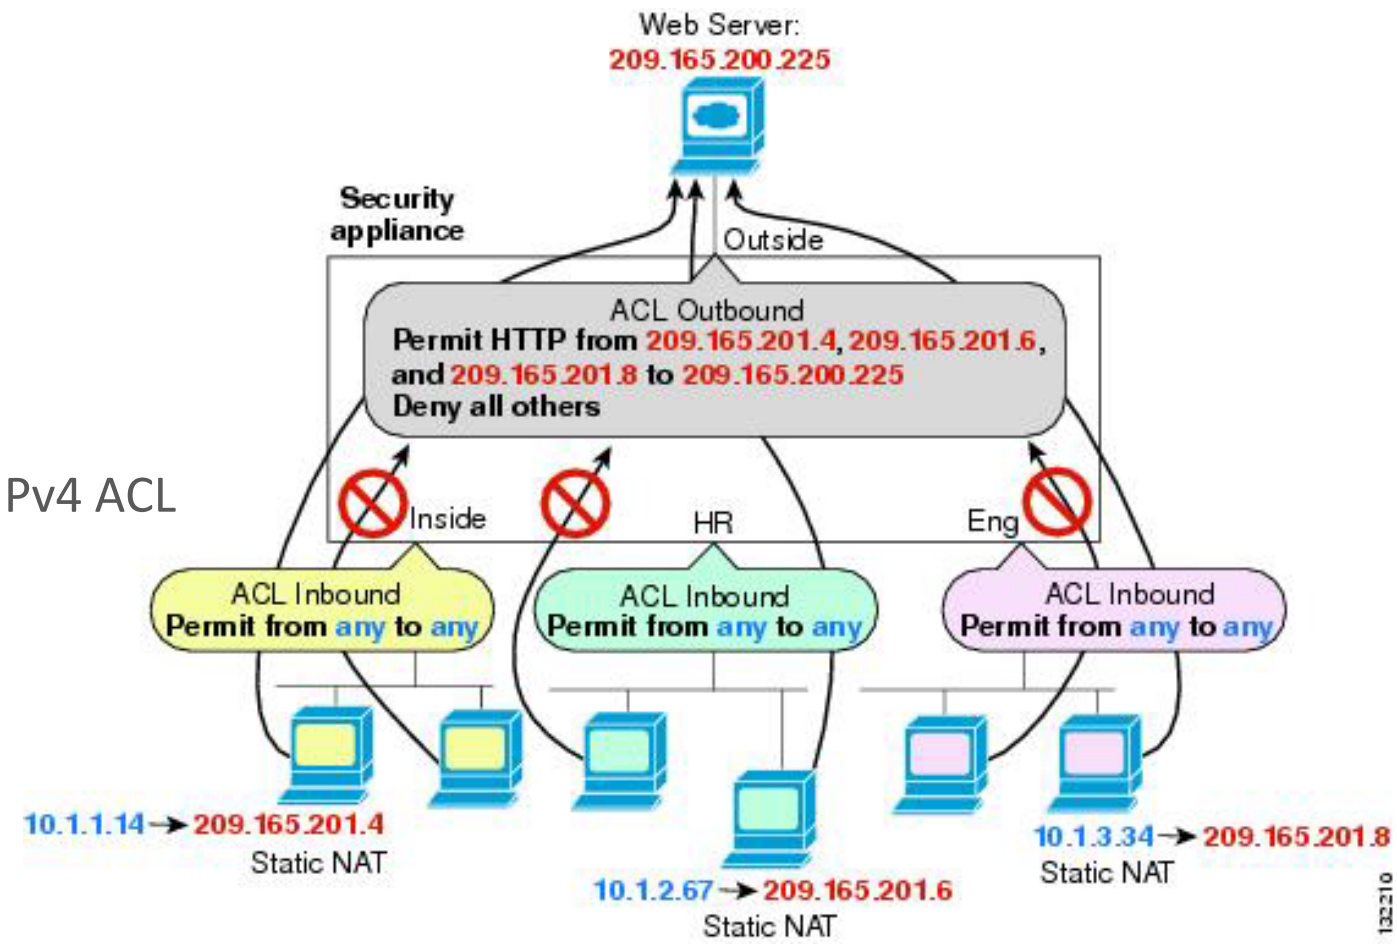 Web Server:
209.165.200.225
Security
appliance
Outside
ACL Outbound
Permit HTTP from 209.165.201.4, 209.165.201.6,
and 209.165.201.8 to 209.165.200.225
Deny all others
Pv4 ACL
Inside
HR
Eng
ACL Inbound
Permit from any to any
ACL Inbound
Permit from any to any
ACL Inbound
Permit from any to any
10.1.1.14 → 209.165.201.4
Static NAT
10.1.2.67 → 209.165.201.6
Static NAT
10.1.3.34 → 209.165.201.8
Static NAT
132210